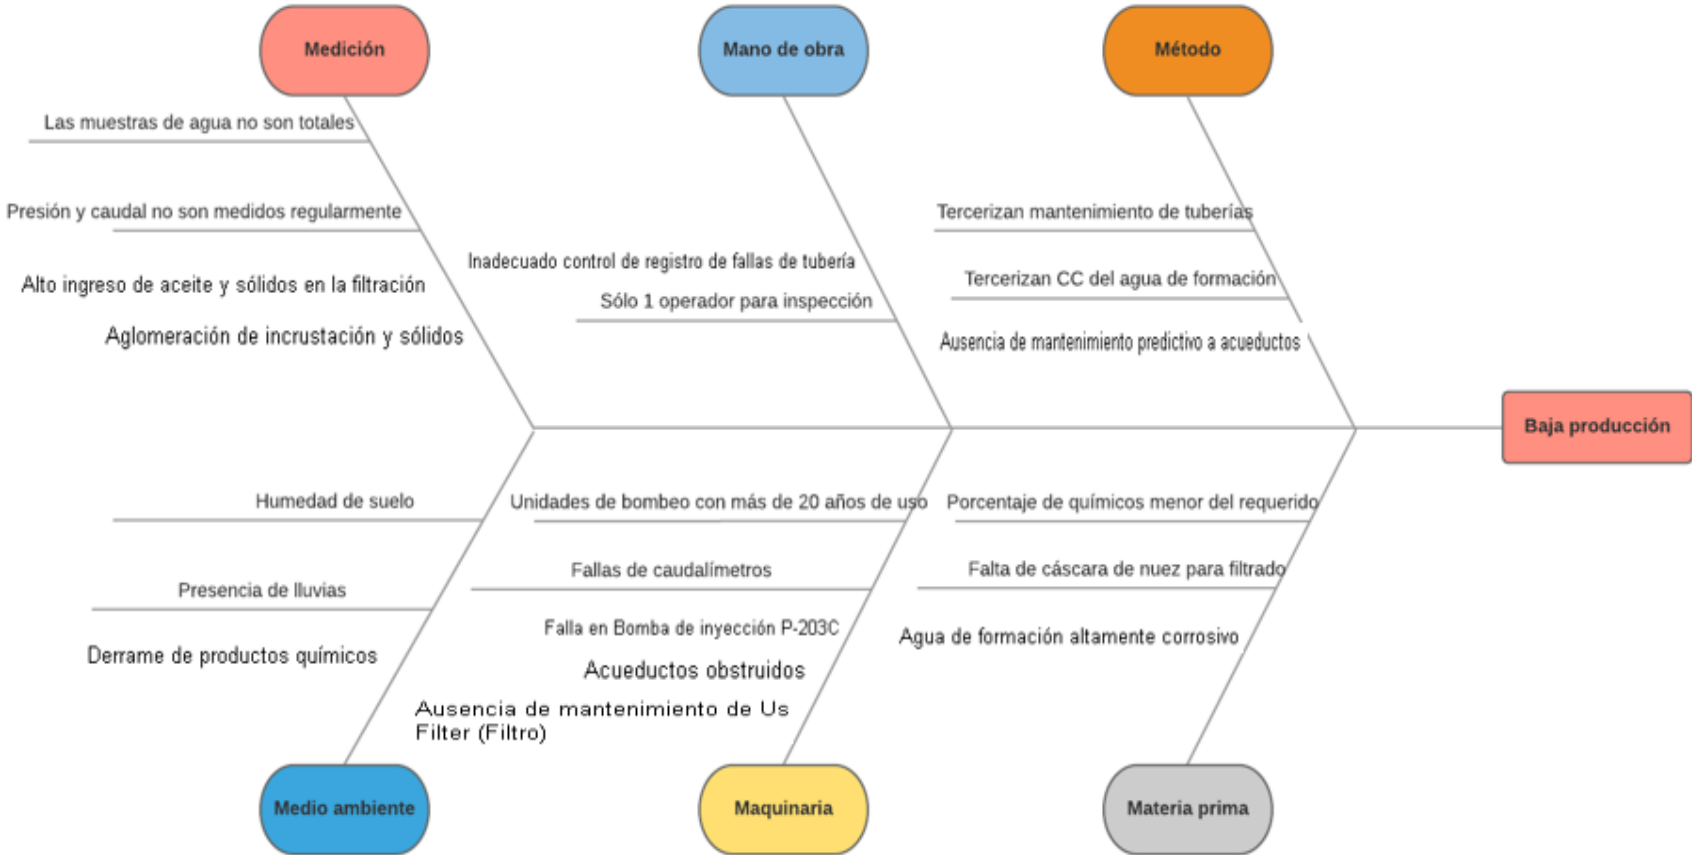 Medición
Mano de obra
Método
Las muestras de agua no son totales
Presión y caudal no son medidos regularmente
Alto ingreso de aceite y sólidos en la filtración
Aglomeración de incrustación y sólidos
Inadecuado control de registro de fallas de tubería
Sólo 1 operador para inspección
Tercerizan mantenimiento de tuberías
Tercerizan CC del agua de formación
Ausencia de mantenimiento predictivo a acueductos
Baja producción
Humedad de suelo
Presencia de lluvias
Derrame de productos químicos
Unidades de bombeo con más de 20 años de uso
Fallas de caudalímetros
Falla en Bomba de inyección P-203C
Acueductos obstruidos
Ausencia de mantenimiento de Us
Filter (Filtro)
Porcentaje de químicos menor del requerido
Falta de cáscara de nuez para filtrado
Agua de formación altamente corrosivo
Medio ambiente
Maquinaria
Materia prima